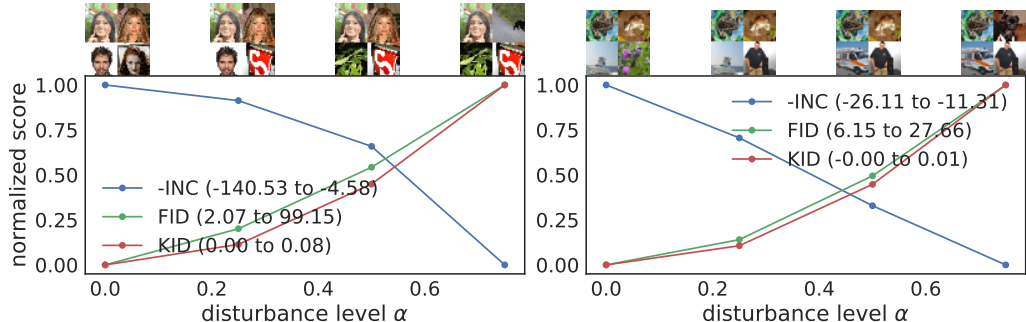 normalized score
1.00
0.75
0.50
0.25
0.00
-INC (-140.53 to -4.58)
FID (2.07 to 99.15)
KID (0.00 to 0.08)
0.0 0.2 0.4 0.6
disturbance level α
1.00
0.75
0.50
0.25
0.00
-INC (-26.11 to -11.31)
FID (6.15 to 27.66)
KID (-0.00 to 0.01)
0.0 0.2 0.4 0.6
disturbance level α